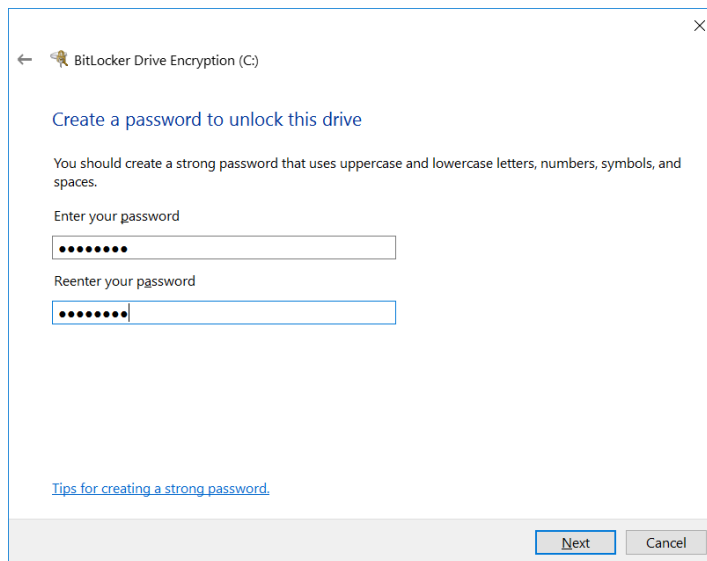 BitLocker Drive Encryption (C:)
Create a password to unlock this drive
You should create a strong password that uses uppercase and lowercase letters, numbers, symbols, and
spaces.
Enter your password
●●●●●●●●
Reenter your password
●●●●●●●●
Tips for creating a strong password.
Next Cancel